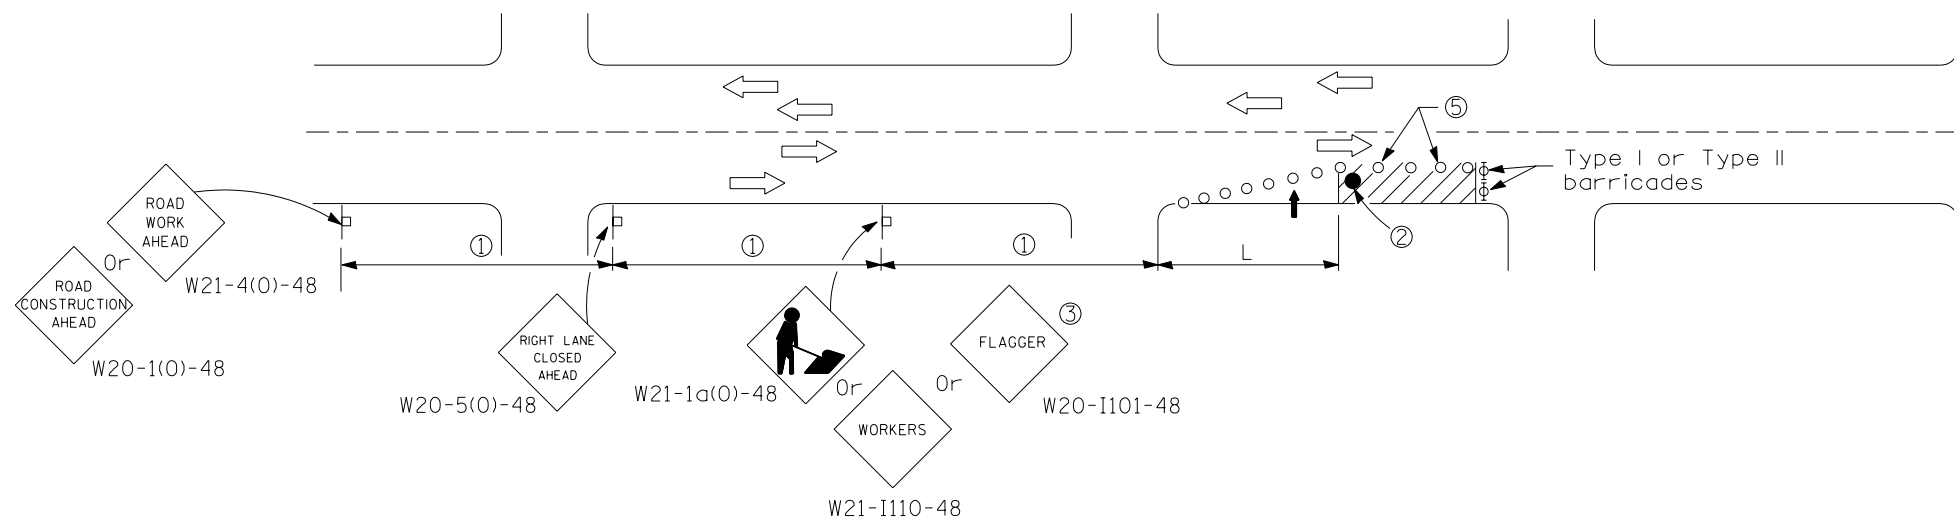 ⑤
Type I or Type II
barricades
ROAD
WORK
AHEAD
Or
W21-4(O)-48
ROAD
CONSTRUCTION
AHEAD
W20-1(O)-48
①
①
①
L
②
RIGHT LANE
CLOSED
AHEAD
W20-5(O)-48
W21-1a(O)-48
Or
WORKERS
W21-I110-48
Or
FLAGGER
③
W20-I101-48